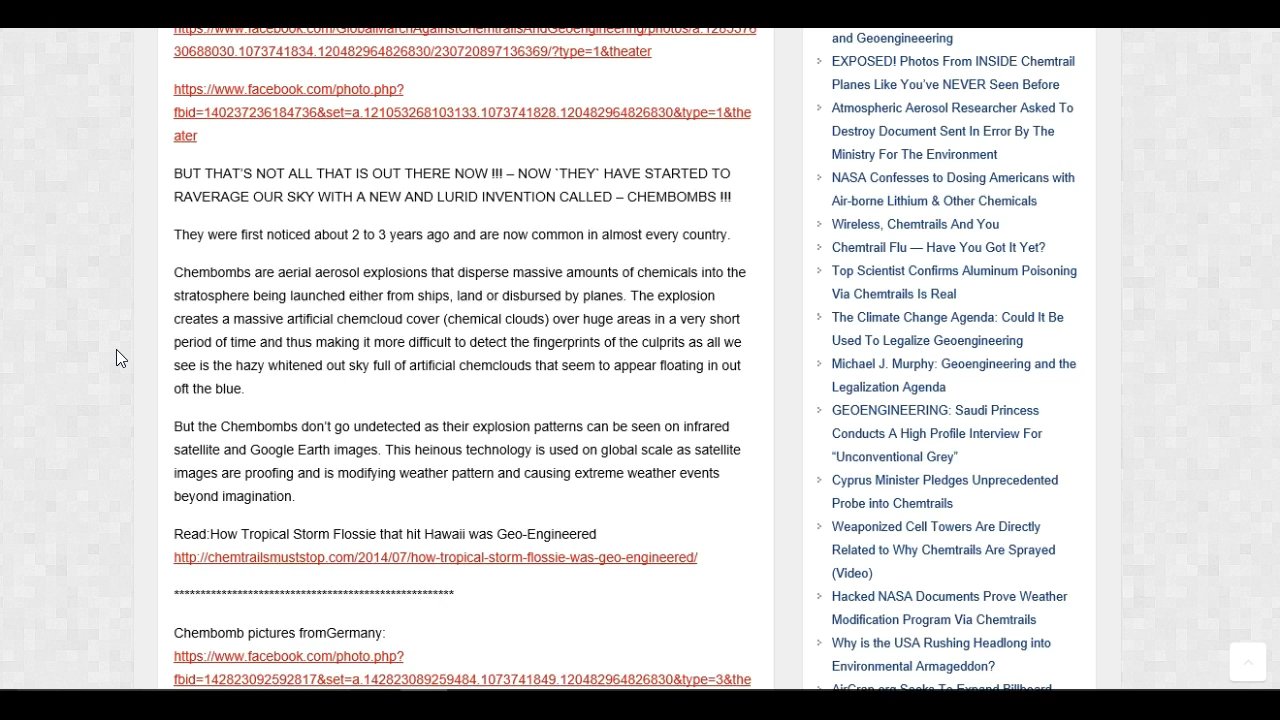 https://www.facebook.com/GlobalMarchAgainstChemtrailsAndGeoengineering/photos/a.1285376
30688030.1073741834.120482964826830/230720897136369/?type=1&theater
https://www.facebook.com/photo.php?
fbid=140237236184736&set=a.121053268103133.1073741828.120482964826830&type=1&the
ater
BUT THAT'S NOT ALL THAT IS OUT THERE NOW !!! – NOW `THEY` HAVE STARTED TO
RAVERAGE OUR SKY WITH A NEW AND LURID INVENTION CALLED – CHEMBOMBS !!!
They were first noticed about 2 to 3 years ago and are now common in almost every country.
Chembombs are aerial aerosol explosions that disperse massive amounts of chemicals into the
stratosphere being launched either from ships, land or disbursed by planes. The explosion
creates a massive artificial chemcloud cover (chemical clouds) over huge areas in a very short
period of time and thus making it more difficult to detect the fingerprints of the culprits as all we
see is the hazy whitened out sky full of artificial chemclouds that seem to appear floating in out
oft the blue.
But the Chembombs don't go undetected as their explosion patterns can be seen on infrared
satellite and Google Earth images. This heinous technology is used on global scale as satellite
images are proofing and is modifying weather pattern and causing extreme weather events
beyond imagination.
Read:How Tropical Storm Flossie that hit Hawaii was Geo-Engineered
http://chemtrailsmuststop.com/2014/07/how-tropical-storm-flossie-was-geo-engineered/
*****************************************************
Chembomb pictures fromGermany:
https://www.facebook.com/photo.php?
fbid=142823092592817&set=a.142823089259484.1073741849.120482964826830&type=3&the
and Geoengineeering
EXPOSED! Photos From INSIDE Chemtrail
Planes Like You've NEVER Seen Before
Atmospheric Aerosol Researcher Asked To
Destroy Document Sent In Error By The
Ministry For The Environment
NASA Confesses to Dosing Americans with
Air-borne Lithium & Other Chemicals
Wireless, Chemtrails And You
Chemtrail Flu — Have You Got It Yet?
Top Scientist Confirms Aluminum Poisoning
Via Chemtrails Is Real
The Climate Change Agenda: Could It Be
Used To Legalize Geoengineering
Michael J. Murphy: Geoengineering and the
Legalization Agenda
GEOENGINEERING: Saudi Princess
Conducts A High Profile Interview For
“Unconventional Grey”
Cyprus Minister Pledges Unprecedented
Probe into Chemtrails
Weaponized Cell Towers Are Directly
Related to Why Chemtrails Are Sprayed
(Video)
Hacked NASA Documents Prove Weather
Modification Program Via Chemtrails
Why is the USA Rushing Headlong into
Environmental Armageddon?
AirCrap.org Seeks To Expand Billboard